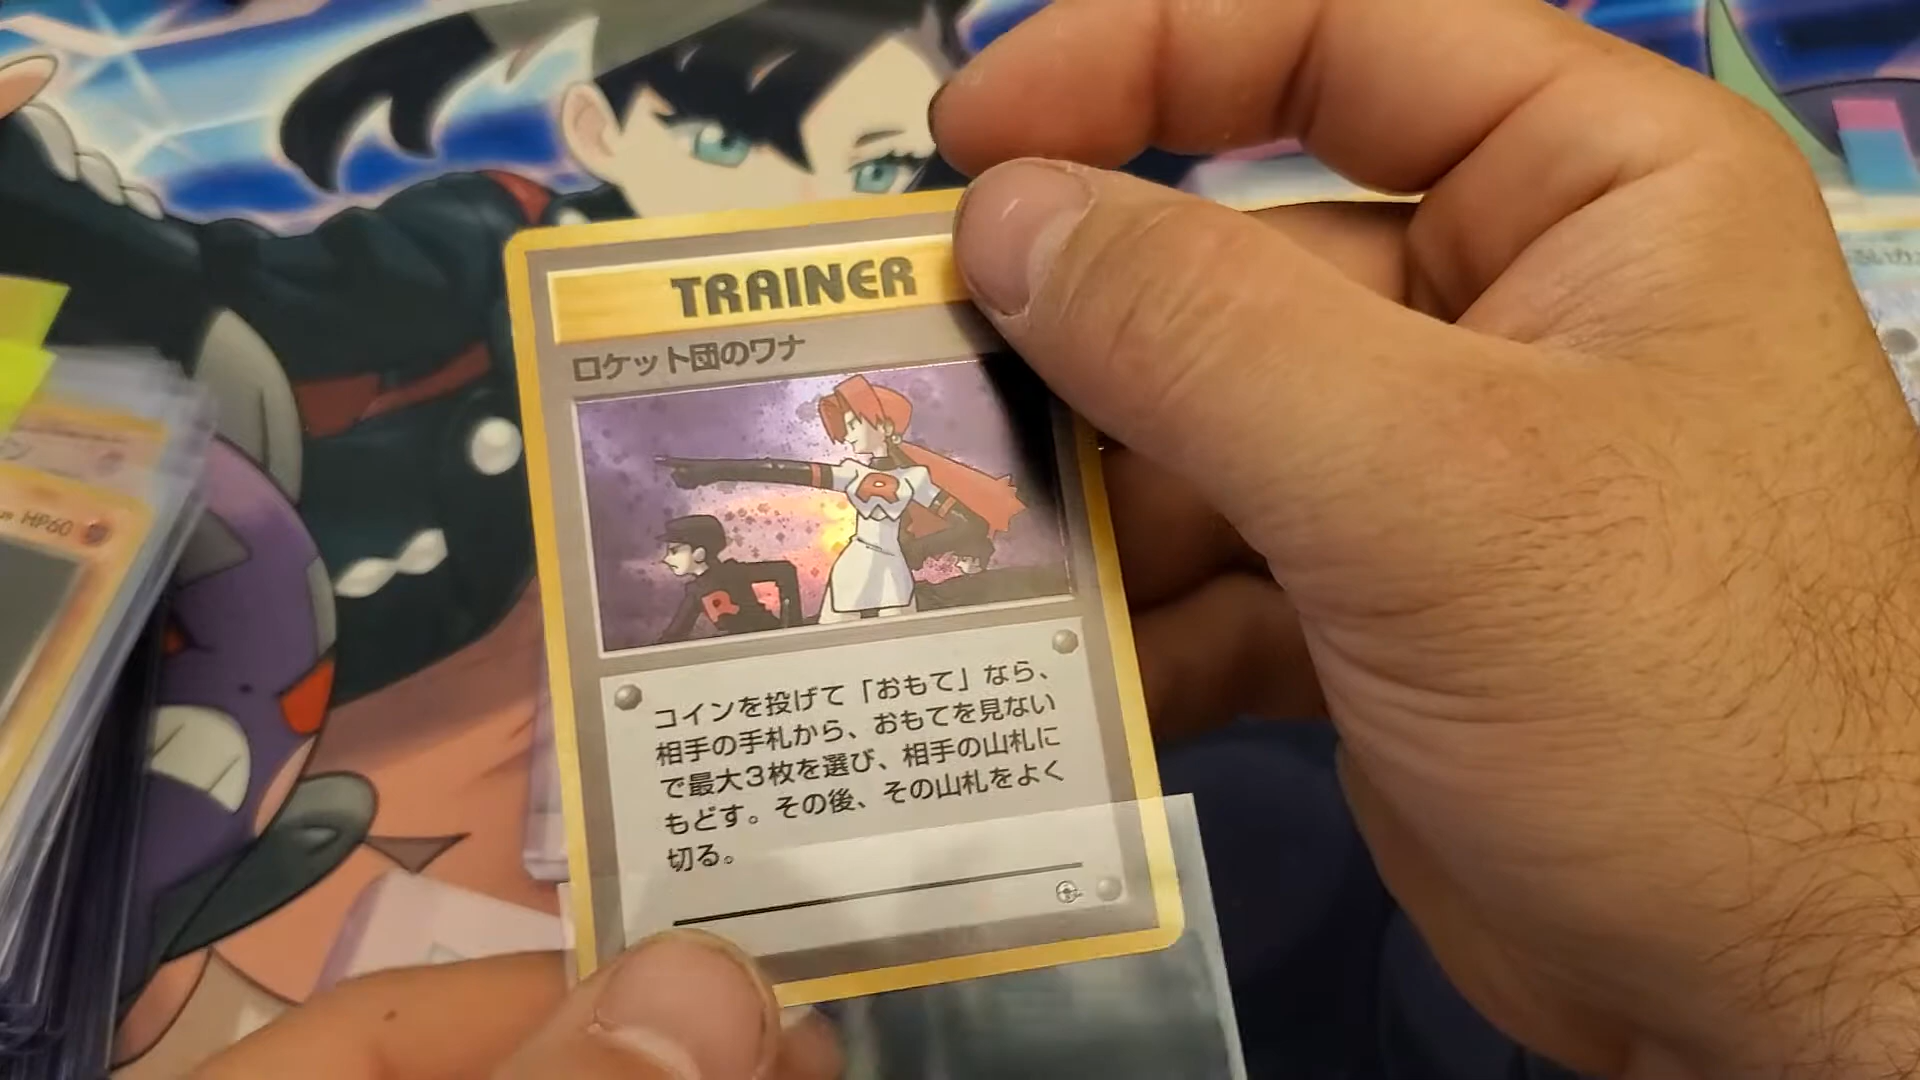 TRAINER
ロケット団のワナ
R
R
コインを投げて「おもて」なら、
相手の手札から、おもてを見ない
で最大3枚を選び、相手の山札に
もどす。その後、その山札をよく
切る。
HP60